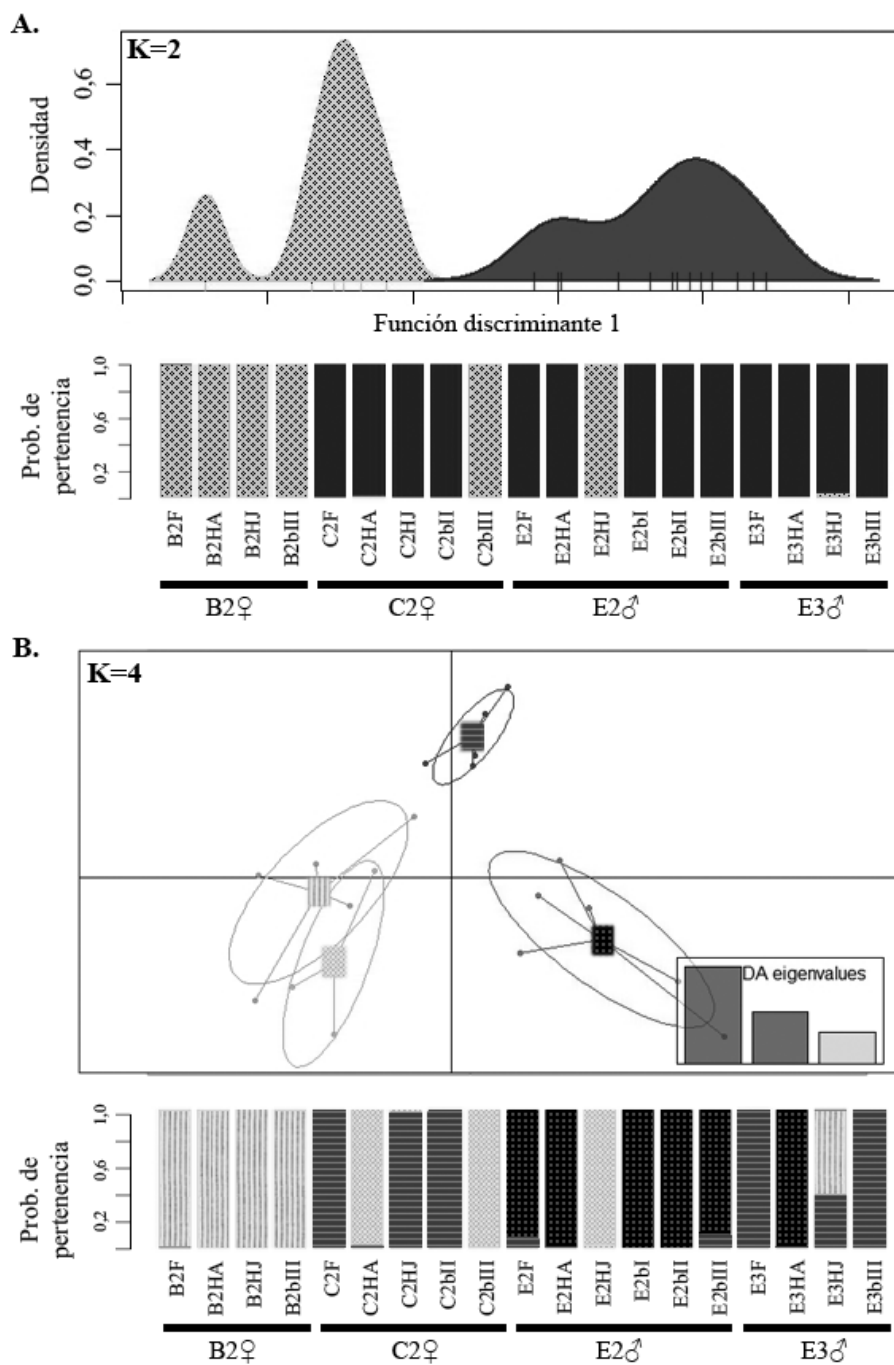 A.
K=2
Densidad
0,6
0,4
0,2
0,0
Función discriminante 1
Prob. de
pertenencia
1,0
0,6
0,2
B2F B2HA B2HJ B2bIII C2F C2HA C2HJ C2bII C2bIII E2F E2HA E2HJ E2bI E2bII E2bIII E3F E3HA E3HJ E3bIII
B2♀ C2♀ E2♂ E3♂
B.
K=4
DA eigenvalues
Prob. de
pertenencia
1,0
0,6
0,2
B2F B2HA B2HJ B2bIII C2F C2HA C2HJ C2bII C2bIII E2F E2HA E2HJ E2bI E2bII E2bIII E3F E3HA E3HJ E3bIII
B2♀ C2♀ E2♂ E3♂